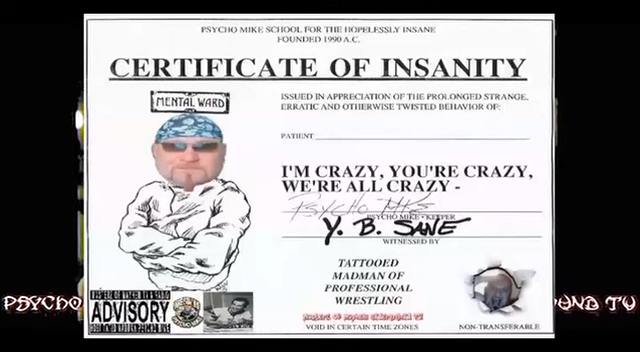 PSYCHO MIKE SCHOOL FOR THE HOPELESSLY INSANE
FOUNDED 1990 A.C.
CERTIFICATE OF INSANITY
MENTAL WARD
ISSUED IN APPRECIATION OF THE PROLONGED STRANGE,
ERRATIC AND OTHERWISE TWISTED BEHAVIOR OF:
PATIENT
I'M CRAZY, YOU'RE CRAZY,
WE'RE ALL CRAZY -
PSYCHO MIKE
PSYCHO MIKE • KEEPER
Y. B. SANE
WITNESSED BY
TATTOOED
MADMAN OF
PROFESSIONAL
WRESTLING
VOID IN CERTAIN TIME ZONES
NON-TRANSFERABLE
ADVISORY
PSYCHO
TV